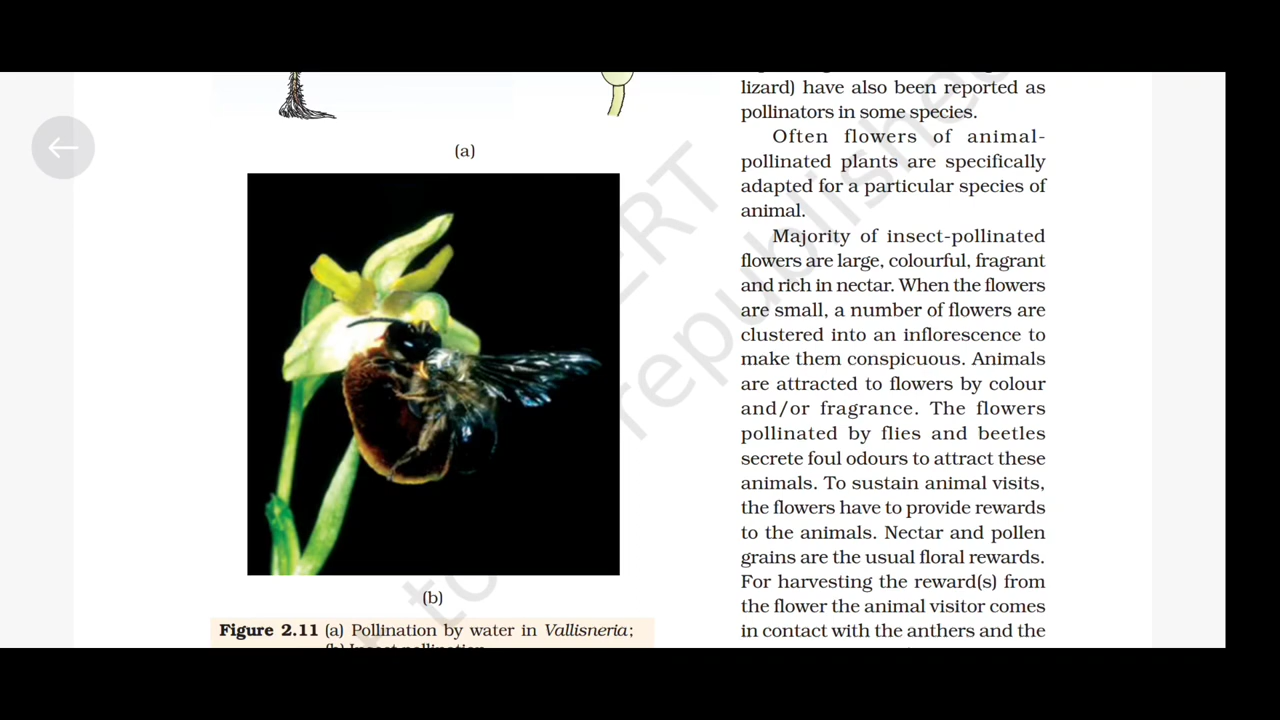 (a)
(b)
Figure 2.11 (a) Pollination by water in Vallisneria;
(b) Insect pollination
lizard) have also been reported as
pollinators in some species.
Often flowers of animal-
pollinated plants are specifically
adapted for a particular species of
animal.
Majority of insect-pollinated
flowers are large, colourful, fragrant
and rich in nectar. When the flowers
are small, a number of flowers are
clustered into an inflorescence to
make them conspicuous. Animals
are attracted to flowers by colour
and/or fragrance. The flowers
pollinated by flies and beetles
secrete foul odours to attract these
animals. To sustain animal visits,
the flowers have to provide rewards
to the animals. Nectar and pollen
grains are the usual floral rewards.
For harvesting the reward(s) from
the flower the animal visitor comes
in contact with the anthers and the